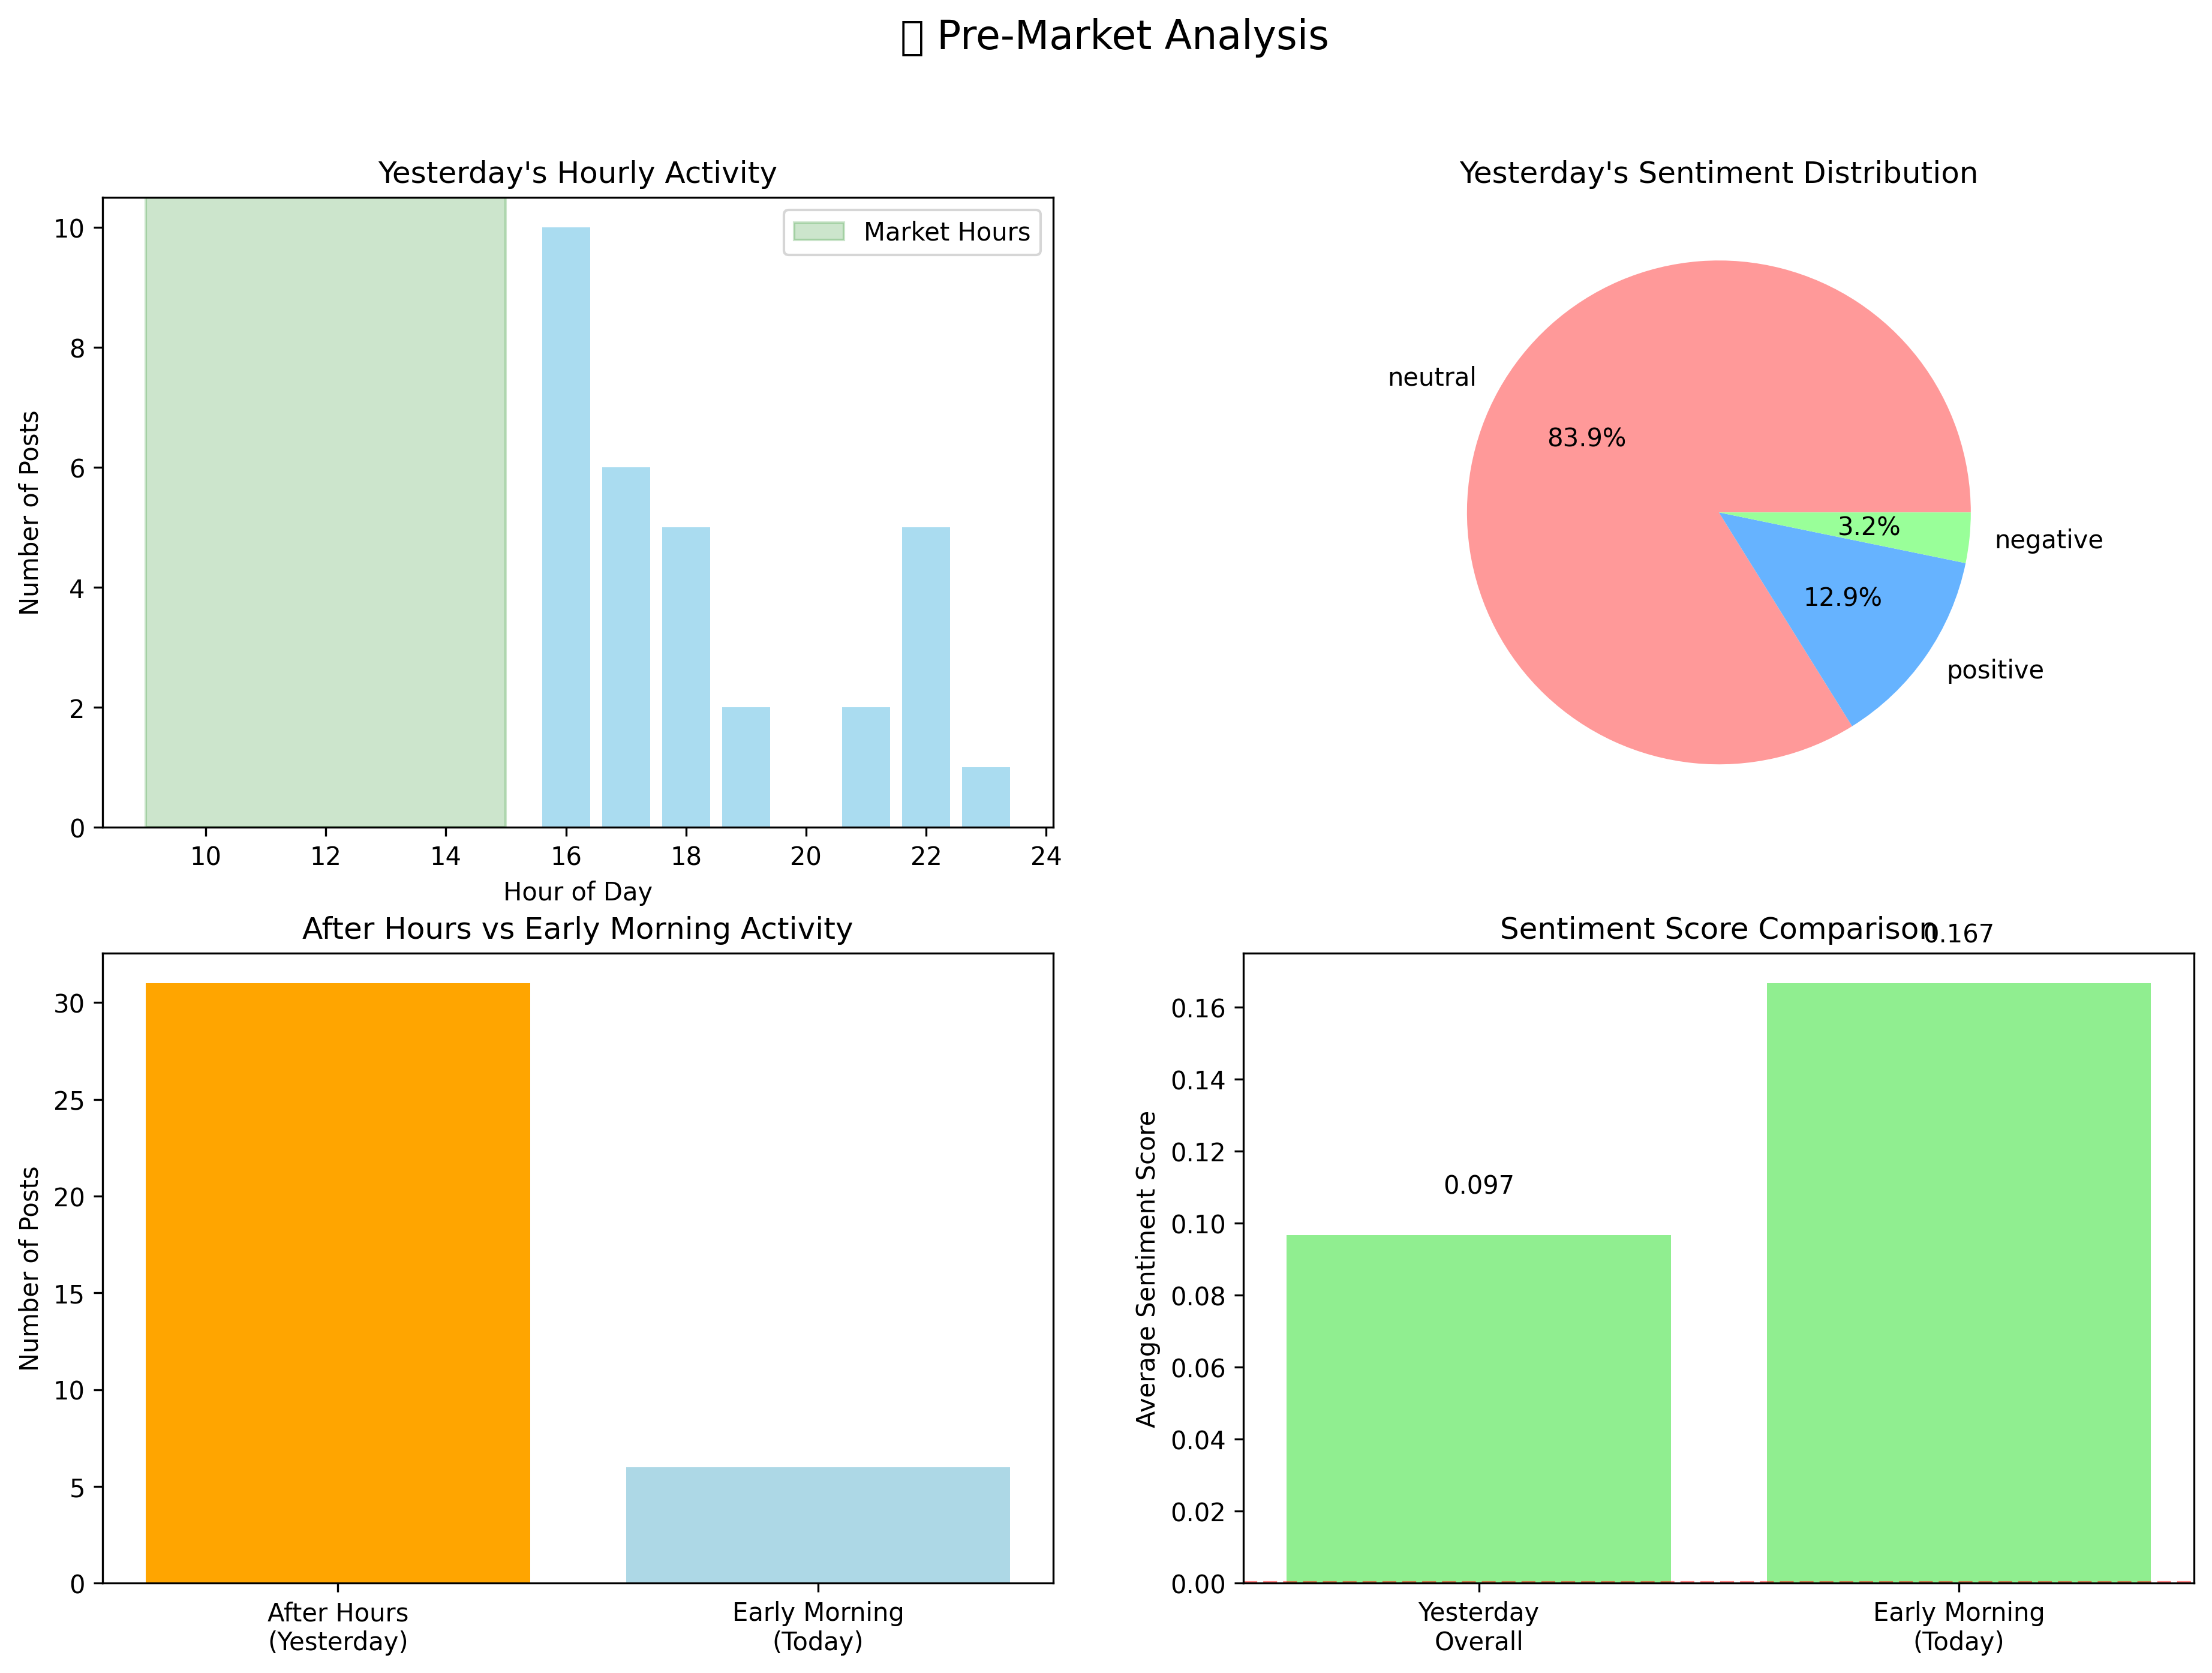 Pre-Market Analysis
Yesterday's Hourly Activity
Number of Posts
10
8
6
4
2
0
Market Hours
10 12 14 16 18 20 22 24
Hour of Day
Yesterday's Sentiment Distribution
neutral
83.9%
3.2%
negative
12.9%
positive
After Hours vs Early Morning Activity
Number of Posts
30
25
20
15
10
5
0
After Hours
(Yesterday)
Early Morning
(Today)
Sentiment Score Comparison
0.167
Average Sentiment Score
0.16
0.14
0.12
0.10
0.08
0.06
0.04
0.02
0.00
0.097
Yesterday
Overall
Early Morning
(Today)